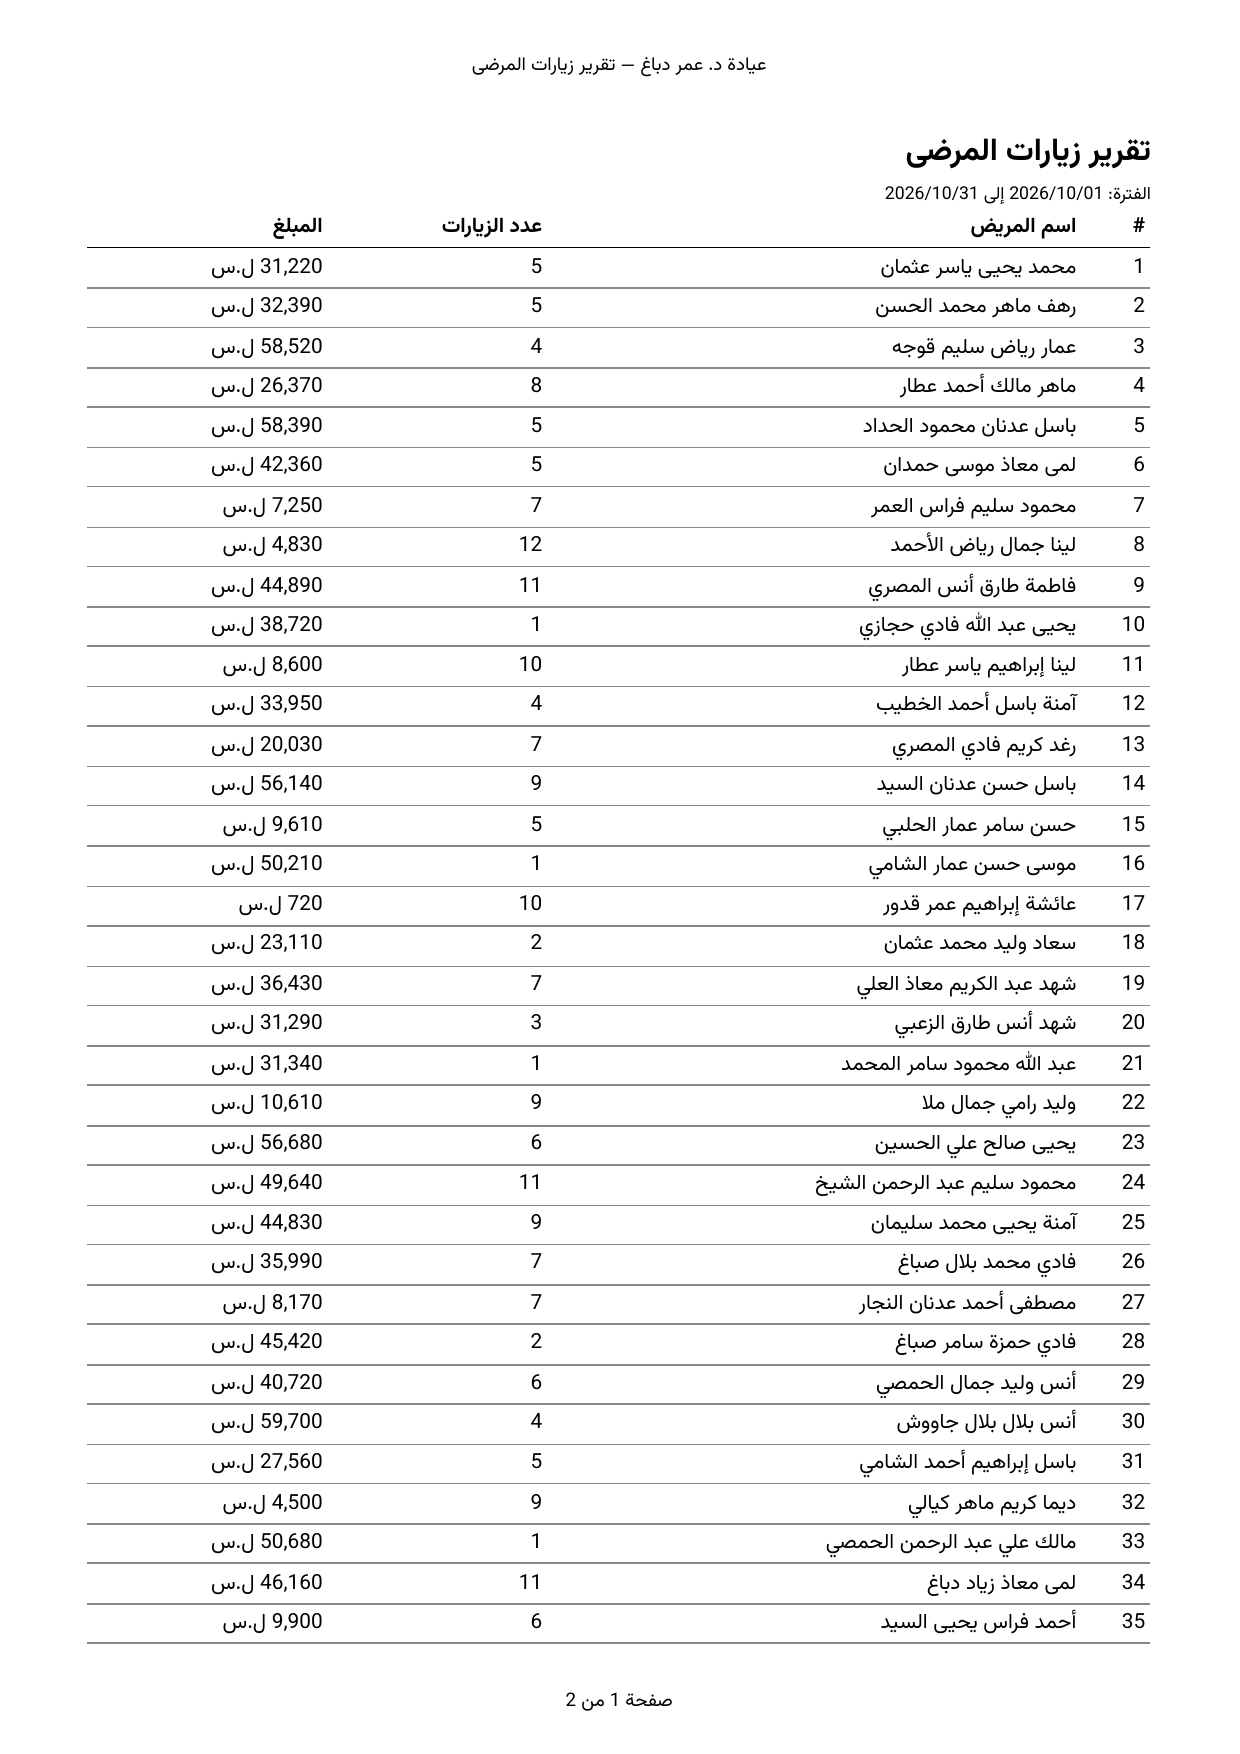 عيادة د. عمر دباغ — تقرير زيارات المرضى
تقرير زيارات المرضى
الفترة: 2026/10/01 إلى 2026/10/31
# اسم المريض عدد الزيارات المبلغ
1 محمد يحيى ياسر عثمان 5 31,220 ل.س
2 رهف ماهر محمد الحسن 5 32,390 ل.س
3 عمار رياض سليم قوجه 4 58,520 ل.س
4 ماهر مالك أحمد عطار 8 26,370 ل.س
5 باسل عدنان محمود الحداد 5 58,390 ل.س
6 لمى معاذ موسى حمدان 5 42,360 ل.س
7 محمود سليم فراس العمر 7 7,250 ل.س
8 لينا جمال رياض الأحمد 12 4,830 ل.س
9 فاطمة طارق أنس المصري 11 44,890 ل.س
10 يحيى عبد الله فادي حجازي 1 38,720 ل.س
11 لينا إبراهيم ياسر عطار 10 8,600 ل.س
12 آمنة باسل أحمد الخطيب 4 33,950 ل.س
13 رغد كريم فادي المصري 7 20,030 ل.س
14 باسل حسن عدنان السيد 9 56,140 ل.س
15 حسن سامر عمار الحلبي 5 9,610 ل.س
16 موسى حسن عمار الشامي 1 50,210 ل.س
17 عائشة إبراهيم عمر قدور 10 720 ل.س
18 سعاد وليد محمد عثمان 2 23,110 ل.س
19 شهد عبد الكريم معاذ العلي 7 36,430 ل.س
20 شهد أنس طارق الزعبي 3 31,290 ل.س
21 عبد الله محمود سامر المحمد 1 31,340 ل.س
22 وليد رامي جمال ملا 9 10,610 ل.س
23 يحيى صالح علي الحسين 6 56,680 ل.س
24 محمود سليم عبد الرحمن الشيخ 11 49,640 ل.س
25 آمنة يحيى محمد سليمان 9 44,830 ل.س
26 فادي محمد بلال صباغ 7 35,990 ل.س
27 مصطفى أحمد عدنان النجار 7 8,170 ل.س
28 فادي حمزة سامر صباغ 2 45,420 ل.س
29 أنس وليد جمال الحمصي 6 40,720 ل.س
30 أنس بلال بلال جاووش 4 59,700 ل.س
31 باسل إبراهيم أحمد الشامي 5 27,560 ل.س
32 ديما كريم ماهر كيالي 9 4,500 ل.س
33 مالك علي عبد الرحمن الحمصي 1 50,680 ل.س
34 لمى معاذ زياد دباغ 11 46,160 ل.س
35 أحمد فراس يحيى السيد 6 9,900 ل.س
صفحة 1 من 2